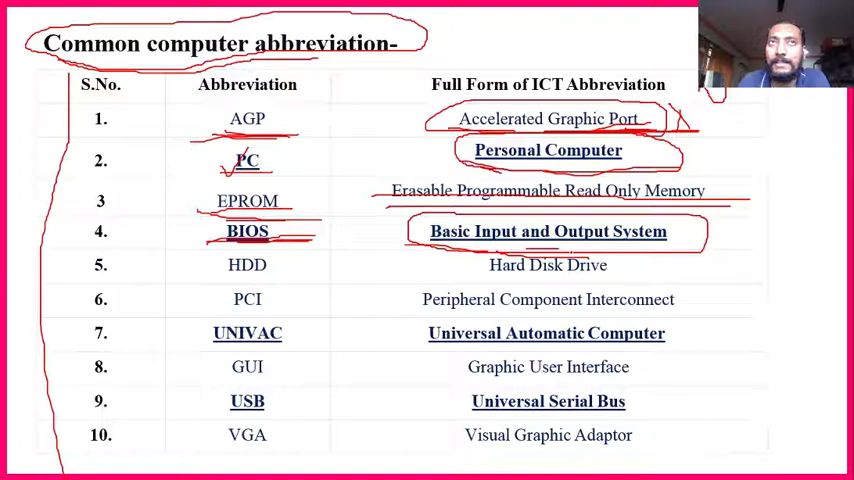 Common computer abbreviation-
S.No. Abbreviation Full Form of ICT Abbreviation
1. AGP Accelerated Graphic Port
2. PC Personal Computer
3 EPROM Erasable Programmable Read Only Memory
4. BIOS Basic Input and Output System
5. HDD Hard Disk Drive
6. PCI Peripheral Component Interconnect
7. UNIVAC Universal Automatic Computer
8. GUI Graphic User Interface
9. USB Universal Serial Bus
10. VGA Visual Graphic Adaptor